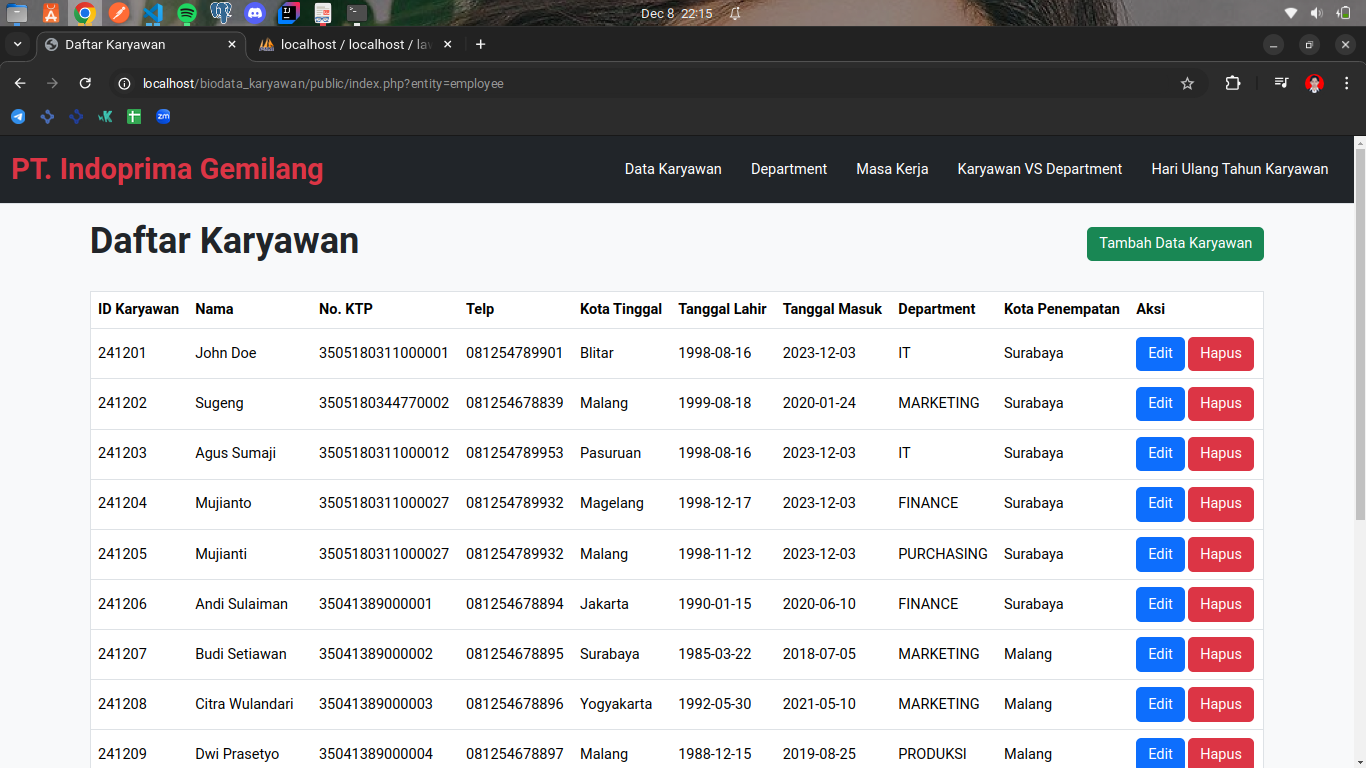 Dec 8 22:15
Daftar Karyawan
localhost / localhost / la
localhost/biodata_karyawan/public/index.php?entity=employee
zm
PT. Indoprima Gemilang
Data Karyawan Department Masa Kerja Karyawan VS Department Hari Ulang Tahun Karyawan
Daftar Karyawan
Tambah Data Karyawan
ID Karyawan Nama No. KTP Telp Kota Tinggal Tanggal Lahir Tanggal Masuk Department Kota Penempatan Aksi
241201 John Doe 3505180311000001 081254789901 Blitar 1998-08-16 2023-12-03 IT Surabaya Edit Hapus
241202 Sugeng 3505180344770002 081254678839 Malang 1999-08-18 2020-01-24 MARKETING Surabaya Edit Hapus
241203 Agus Sumaji 3505180311000012 081254789953 Pasuruan 1998-08-16 2023-12-03 IT Surabaya Edit Hapus
241204 Mujianto 3505180311000027 081254789932 Magelang 1998-12-17 2023-12-03 FINANCE Surabaya Edit Hapus
241205 Mujianti 3505180311000027 081254789932 Malang 1998-11-12 2023-12-03 PURCHASING Surabaya Edit Hapus
241206 Andi Sulaiman 35041389000001 081254678894 Jakarta 1990-01-15 2020-06-10 FINANCE Surabaya Edit Hapus
241207 Budi Setiawan 35041389000002 081254678895 Surabaya 1985-03-22 2018-07-05 MARKETING Malang Edit Hapus
241208 Citra Wulandari 35041389000003 081254678896 Yogyakarta 1992-05-30 2021-05-10 MARKETING Malang Edit Hapus
241209 Dwi Prasetyo 35041389000004 081254678897 Malang 1988-12-15 2019-08-25 PRODUKSI Malang Edit Hapus